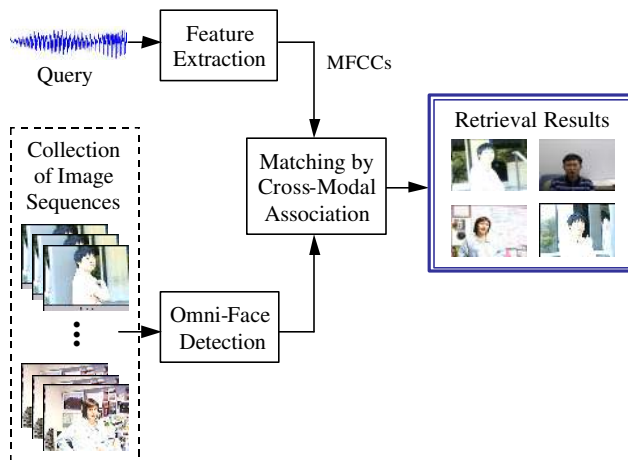 Query
Feature
Extraction
MFCCs
Collection
of Image
Sequences
Matching by
Cross-Modal
Association
Retrieval Results
Omni-Face
Detection